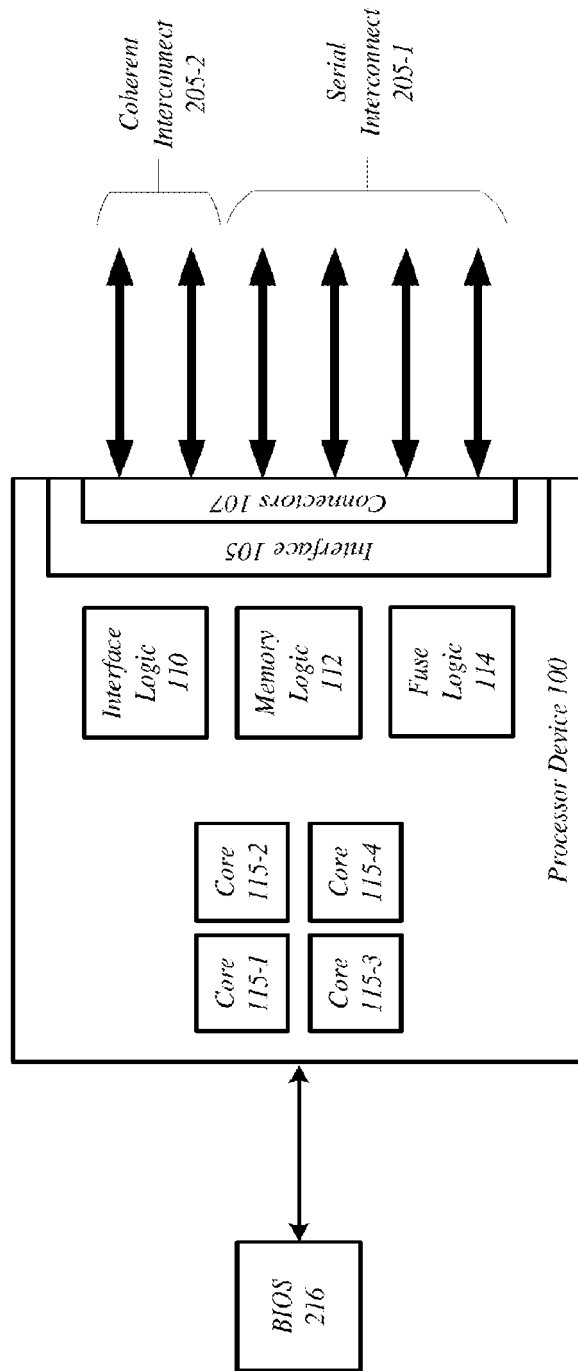 BIOS
216
Core
115-1
Core
115-2
Core
115-3
Core
115-4
Interface
Logic
110
Memory
Logic
112
Fuse
Logic
114
Interface 105
Connectors 107
Processor Device 100
Coherent
Interconnect
205-2
Serial
Interconnect
205-1